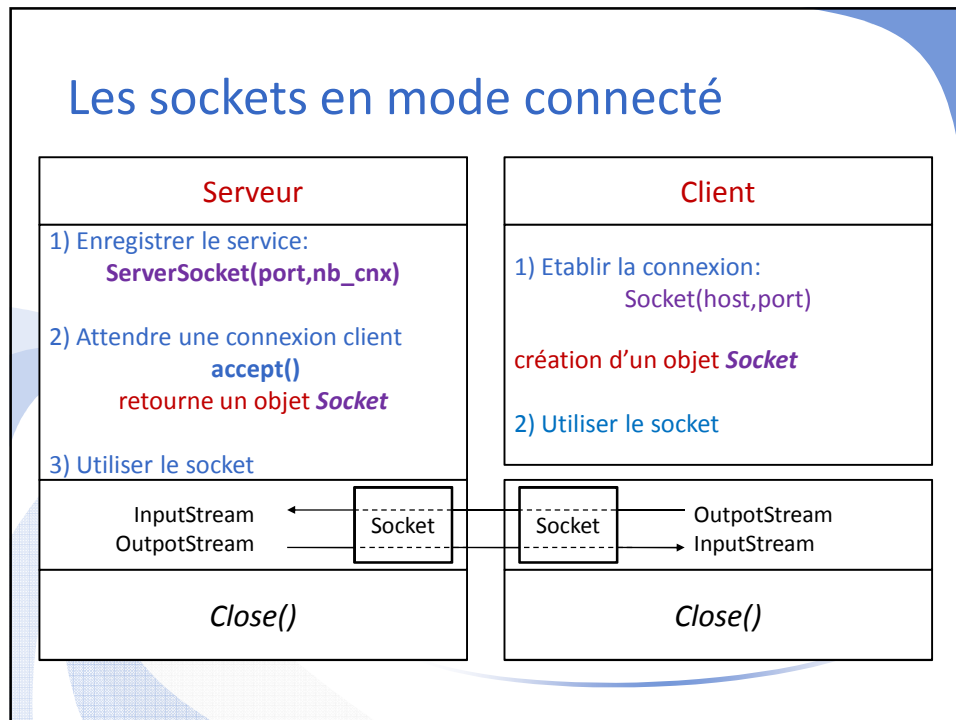 Les sockets en mode connecté
Serveur
1) Enregistrer le service:
ServerSocket(port,nb_cnx)
2) Attendre une connexion client
accept()
retourne un objet Socket
3) Utiliser le socket
Client
1) Etablir la connexion:
Socket(host,port)
création d'un objet Socket
2) Utiliser le socket
InputStream
OutpotStream
Socket
Socket
OutpotStream
InputStream
Close()
Close()